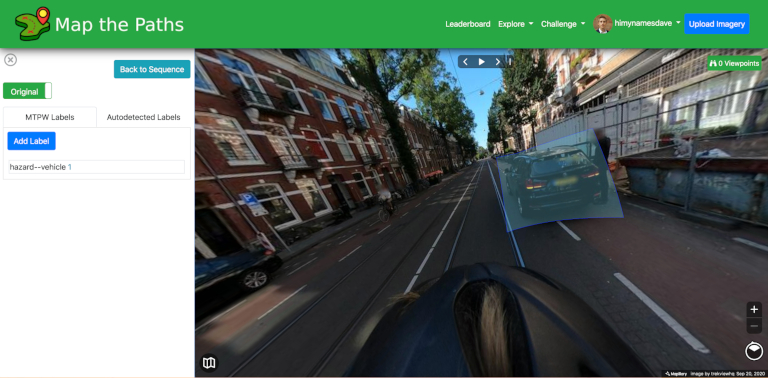 Map the Paths
Leaderboard Explore Challenge himynamesdave Upload Imagery
Back to Sequence
0 Viewpoints
Original
MTPW Labels Autodetected Labels
Add Label
hazard--vehicle 1
Mapillary image by trekviewhq Sep 20, 2020